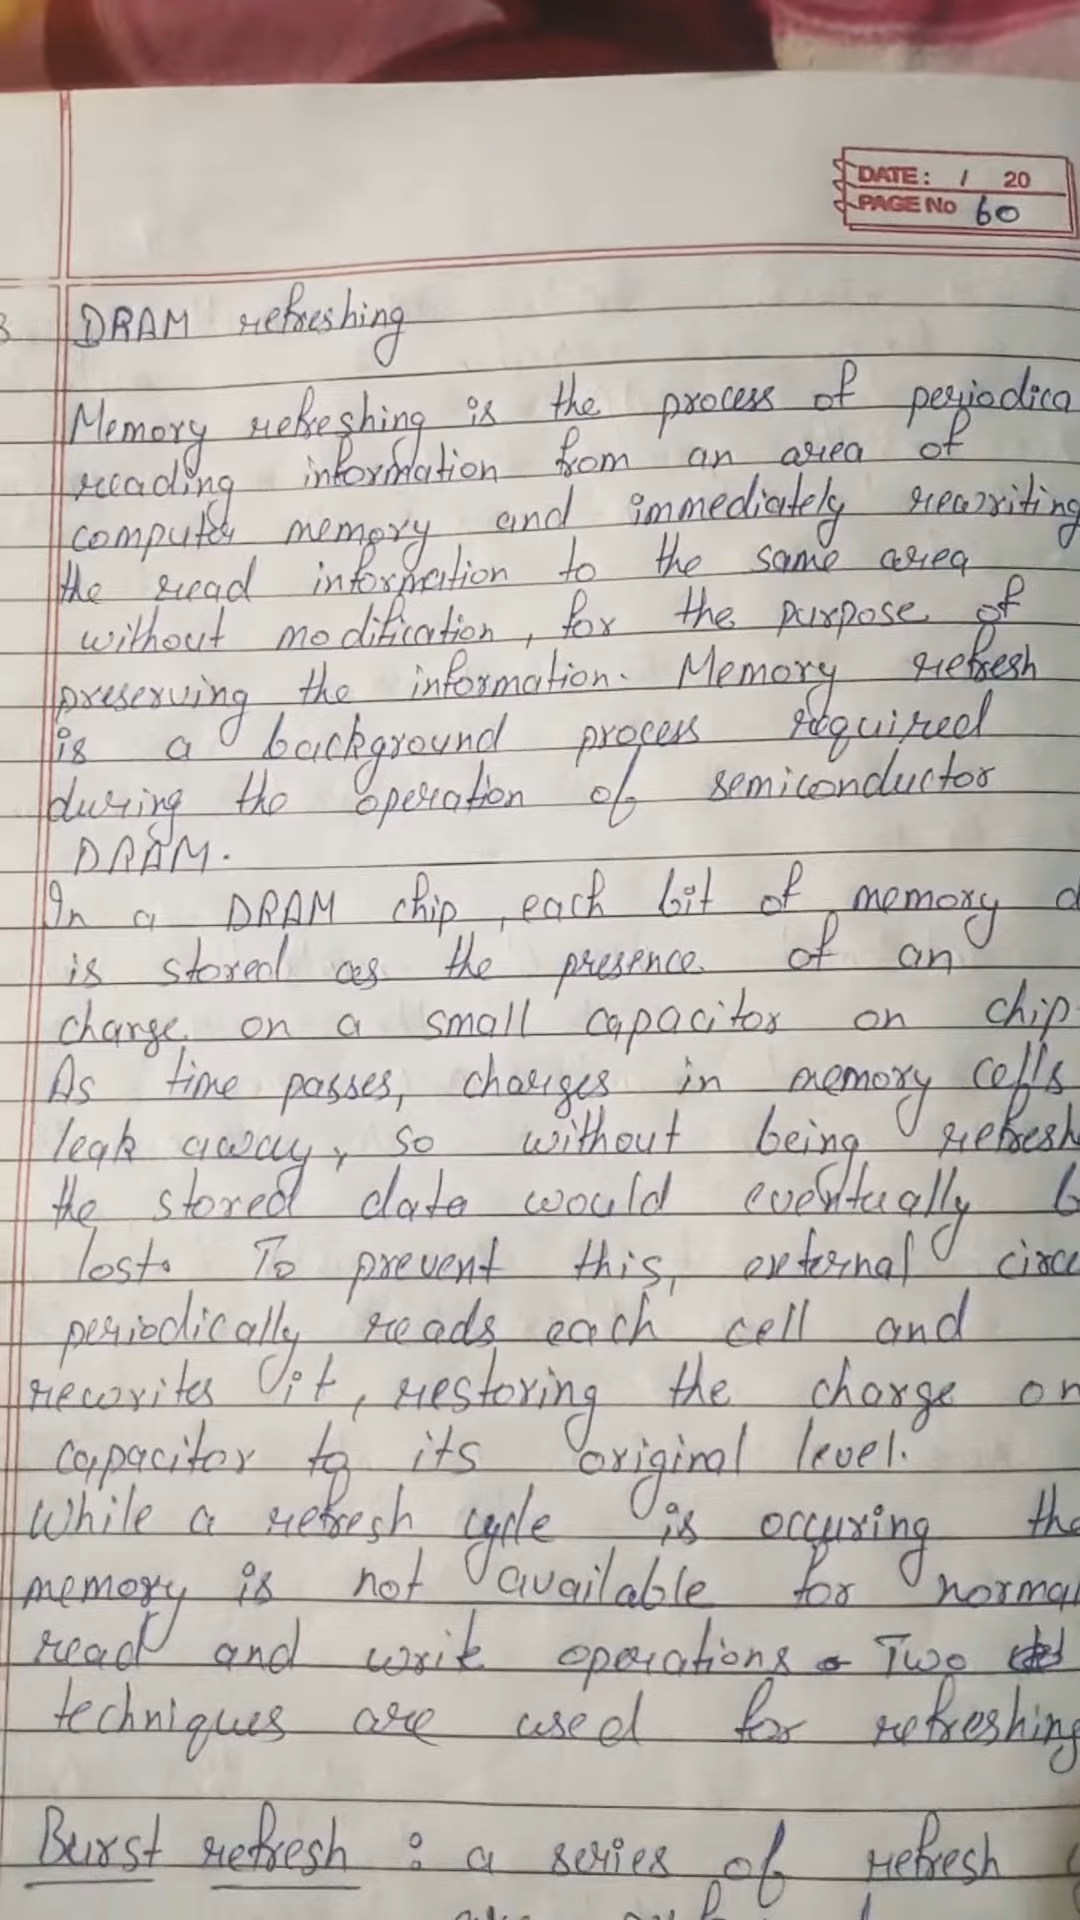 DATE: / 20
PAGE No 60
DRAM refreshing
Memory refreshing is the process of periodica
reading information from an area of
computer memory and immediately rewriting
the read information to the same area
without modification, for the purpose of
preserving the information. Memory refresh
is a background process required
during the operation of semiconductor
DRAM.
In a DRAM chip, each bit of memory d
is stored as the presence of an
charge on a small capacitor on chip.
As time passes, charges in memory cells
leak away, so without being refresh
the stored data would eventually b
lost. To prevent this, external circu
periodically reads each cell and
rewrites it, restoring the charge on
capacitor to its original level.
While a refresh cycle is occuring the
memory is not available for normal
read and write operations. Two
techniques are used for refreshing
Burst refresh : a series of refresh